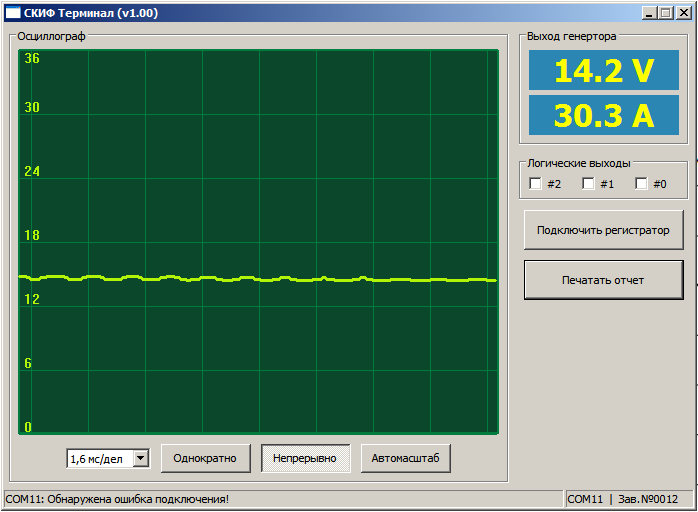 СКИФ Терминал (v1.00)
Осциллограф
36
30
24
18
12
6
0
1,6 мс/дел
Однократно
Непрерывно
Автомасштаб
Выход генертора
14.2 V
30.3 A
Логические выходы
#2 #1 #0
Подключить регистратор
Печатать отчет
COM11: Обнаружена ошибка подключения!
COM11 | Зав.№0012